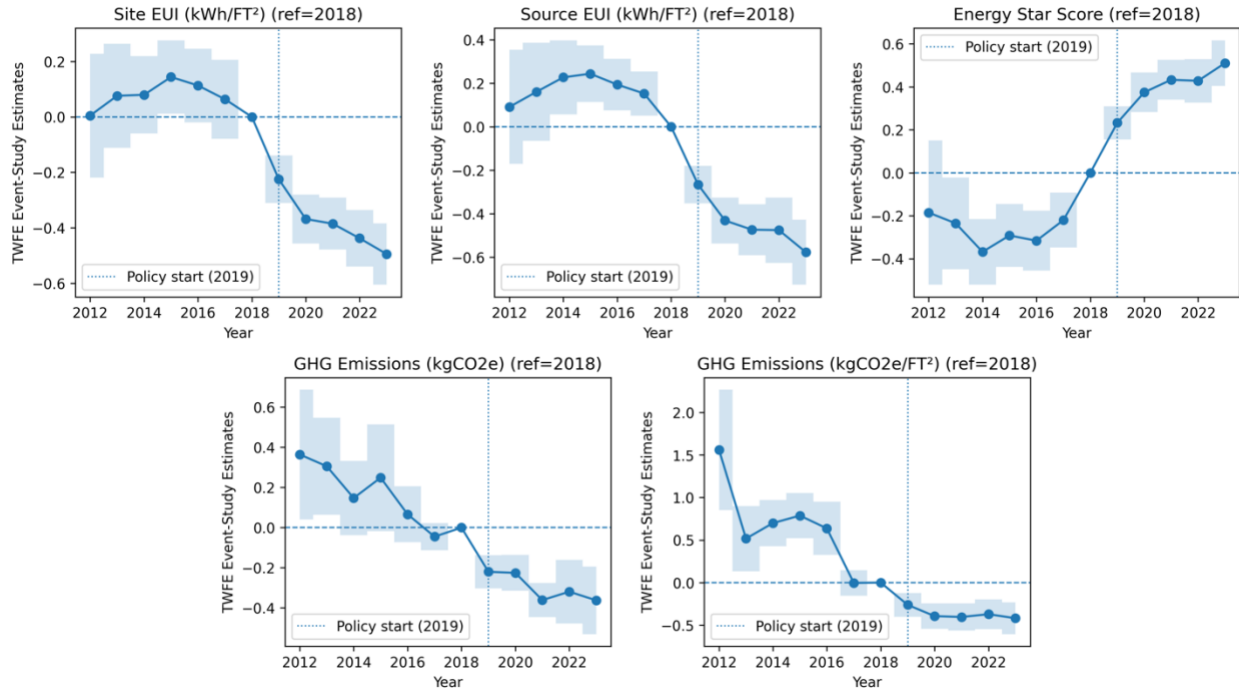 Site EUI (kWh/FT²) (ref=2018)
TWFE Event-Study Estimates
0.2
0.0
−0.2
−0.4
−0.6
Policy start (2019)
2012 2014 2016 2018 2020 2022
Year
Source EUI (kWh/FT²) (ref=2018)
TWFE Event-Study Estimates
0.4
0.2
0.0
−0.2
−0.4
−0.6
Policy start (2019)
2012 2014 2016 2018 2020 2022
Year
Energy Star Score (ref=2018)
TWFE Event-Study Estimates
0.6
0.4
0.2
0.0
−0.2
−0.4
Policy start (2019)
2012 2014 2016 2018 2020 2022
Year
GHG Emissions (kgCO2e) (ref=2018)
TWFE Event-Study Estimates
0.6
0.4
0.2
0.0
−0.2
−0.4
Policy start (2019)
2012 2014 2016 2018 2020 2022
Year
GHG Emissions (kgCO2e/FT²) (ref=2018)
TWFE Event-Study Estimates
2.0
1.5
1.0
0.5
0.0
−0.5
Policy start (2019)
2012 2014 2016 2018 2020 2022
Year